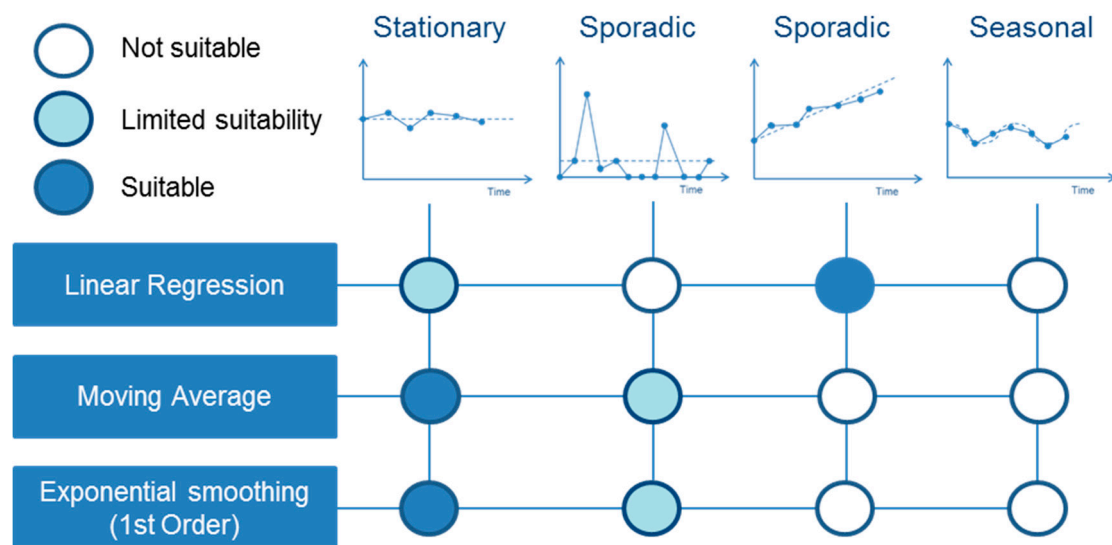 Not suitable
Limited suitability
Suitable
Stationary
Sporadic
Sporadic
Seasonal
Time
Time
Time
Time
Linear Regression
Moving Average
Exponential smoothing
(1st Order)